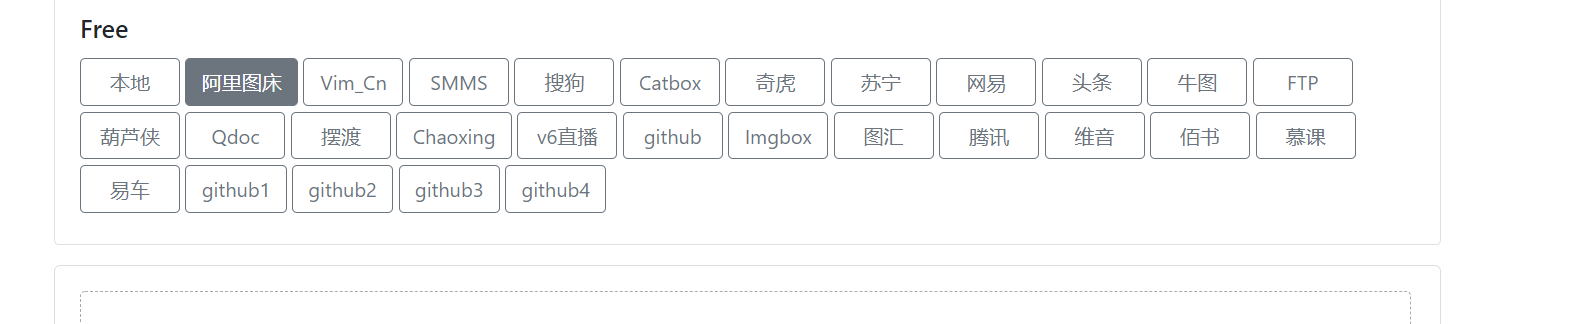 Free
本地 阿里图床 Vim_Cn SMMS 搜狗 Catbox 奇虎 苏宁 网易 头条 牛图 FTP
葫芦侠 Qdoc 摆渡 Chaoxing v6直播 github Imgbox 图汇 腾讯 维音 佰书 慕课
易车 github1 github2 github3 github4